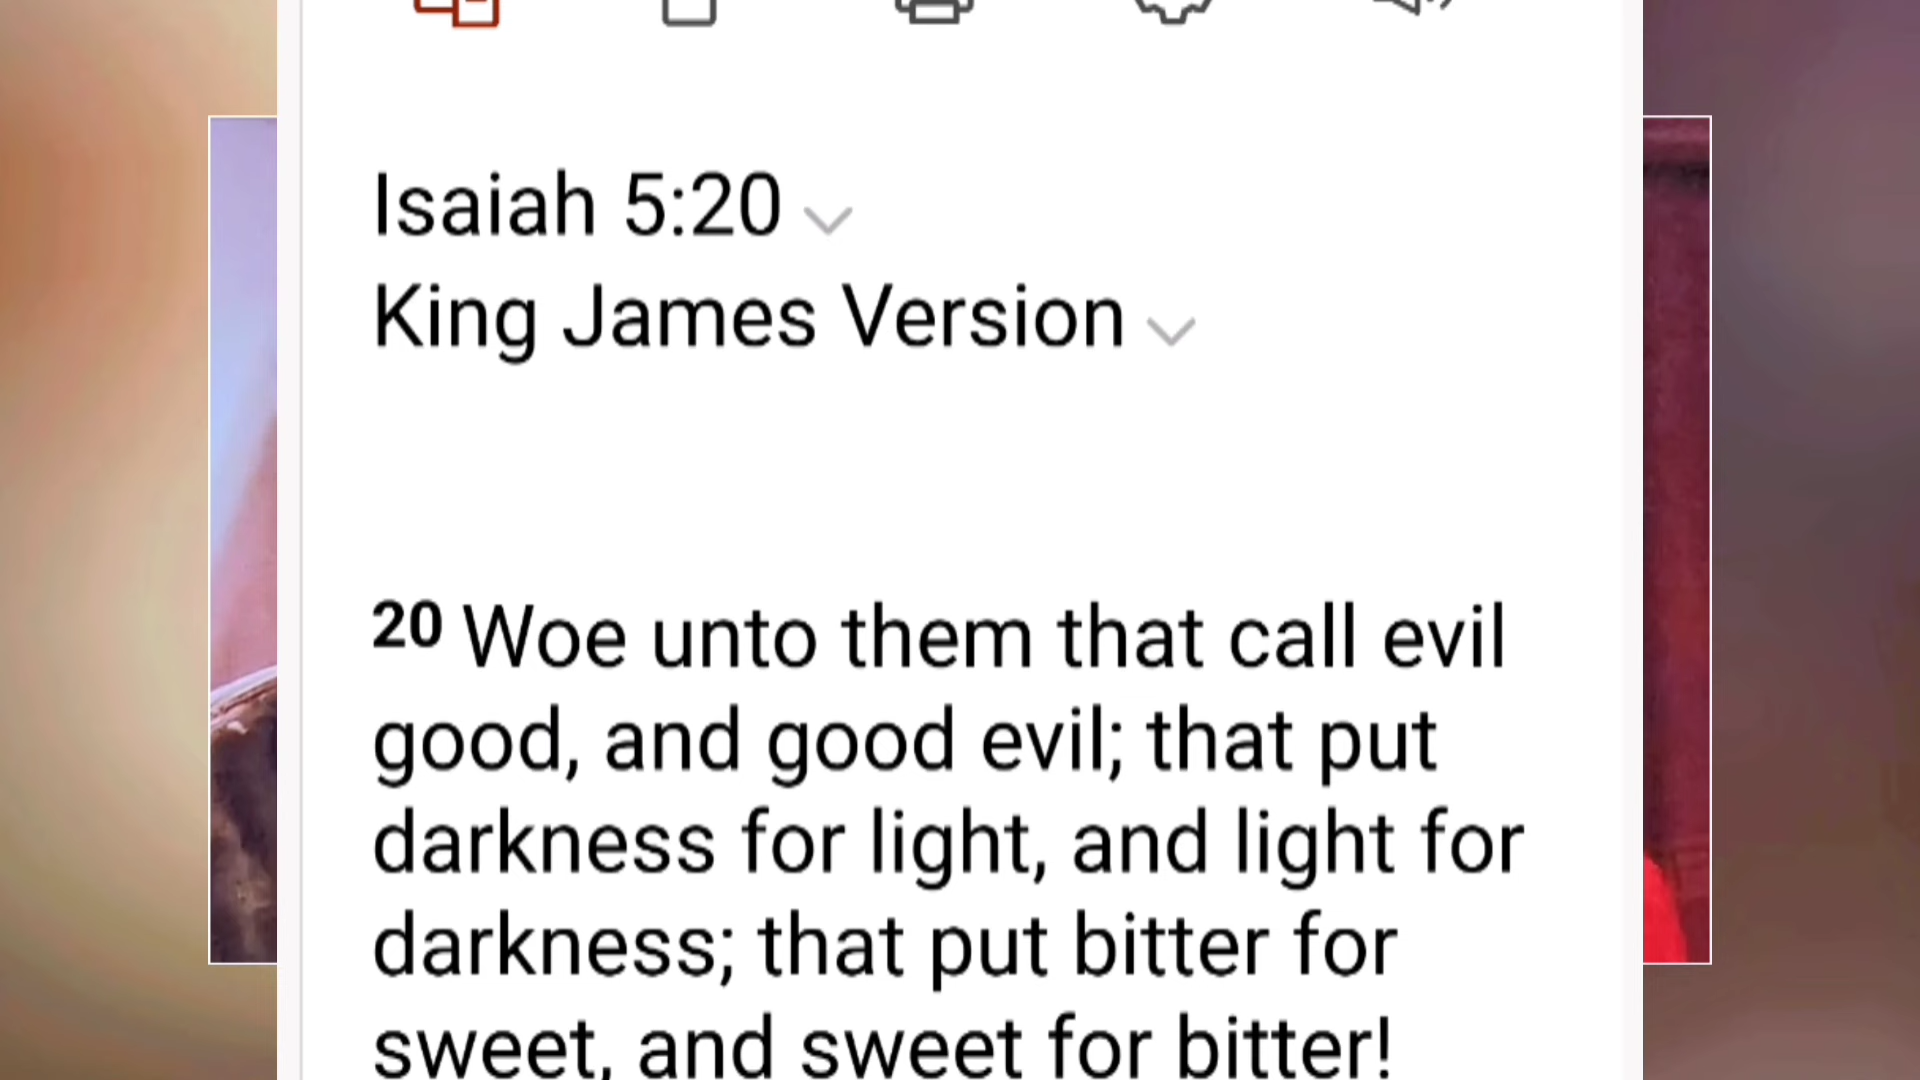 Isaiah 5:20
King James Version
20 Woe unto them that call evil
good, and good evil; that put
darkness for light, and light for
darkness; that put bitter for
sweet, and sweet for bitter!